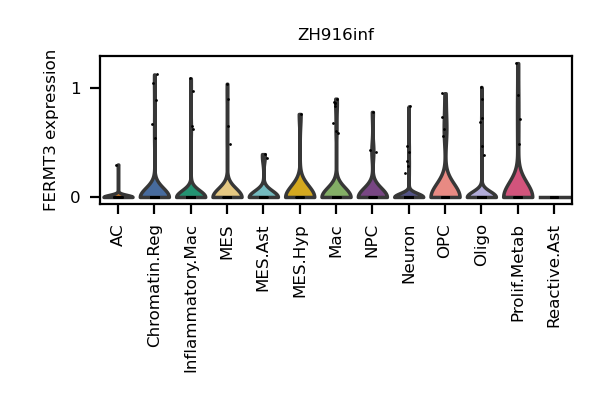 ZH916inf
FERMT3 expression
1
0
AC
Chromatin.Reg
Inflammatory.Mac
MES
MES.Ast
MES.Hyp
Mac
NPC
Neuron
OPC
Oligo
Prolif.Metab
Reactive.Ast